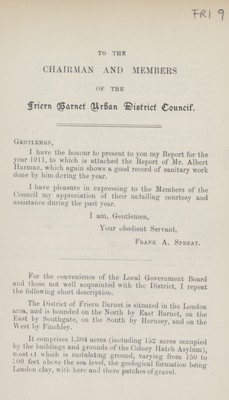 FRI 9
TO THE
CHAIRMAN AND MEMBERS
OF THE
Friern Barnet Urban District Council.
GENTLEMEN,
I have the honour to present to you my Report for the
year 1911, to which is attached the Report of Mr. Albert
Harman, which again shows a good record of sanitary work
done by him during the year.
I have pleasure in expressing to the Members of the
Council my appreciation of their unfailing courtesy and
assistance during the past year.
I am, Gentlemen,
Your obedient Servant,
FRANK A. SPREAT.
For the convenience of the Local Government Board
and those not well acquainted with the District, I repeat
the following short description.
The District of Friern Barnet is situated in the London
area, and is bounded on the North by East Barnet, on the
East by Southgate, on the South by Hornsey, and on the
West by Finchley.
It comprises 1,304 acres (including 152 acres occupied
by the buildings and grounds of the Colney Hatch Asylum),
most of which is undulating ground, varying from 150 to
300 feet above the sea level, the geological formation being
London clay, with here and there patches of gravel.